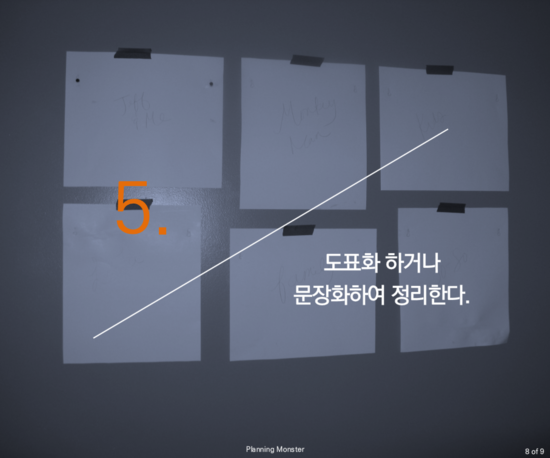 5.
도표화 하거나
문장화하여 정리한다.
Planning Monster
8 of 9